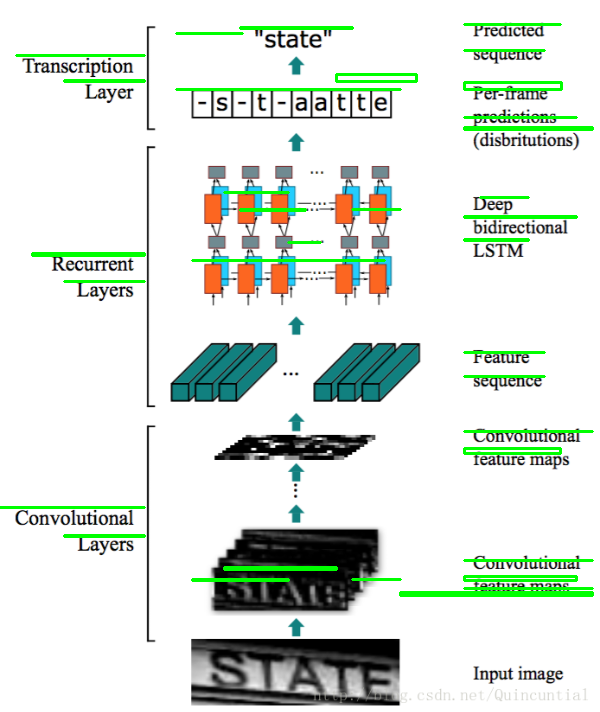 "state"
Predicted
sequence
Transcription
Layer
-s-t-aatte
Per-frame
predictions
(disbritutions)
...
Deep
bidirectional
LSTM
Recurrent
Layers
...
Feature
sequence
Convolutional
feature maps
Convolutional
Layers
STATE
Convolutional
feature maps
STATE
Input image
http://blog.csdn.net/Quincuntial